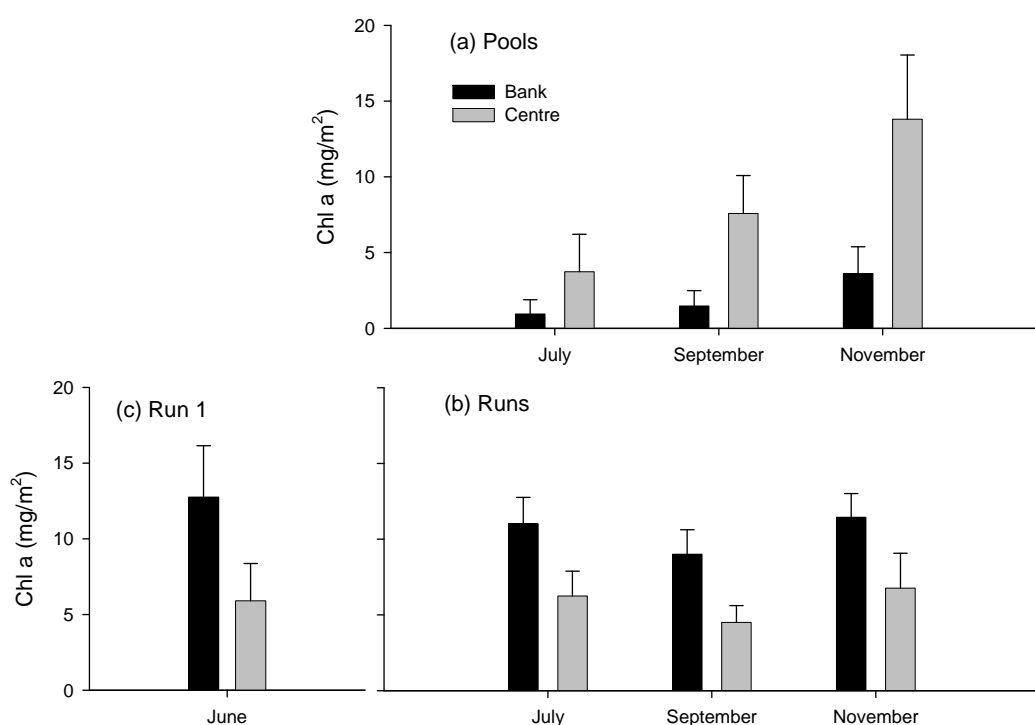 20
(a) Pools
Bank
Centre
15
10
5
0
Chl a (mg/m²)
July September November
20
(c) Run 1
15
10
5
0
Chl a (mg/m²)
June
(b) Runs
July September November